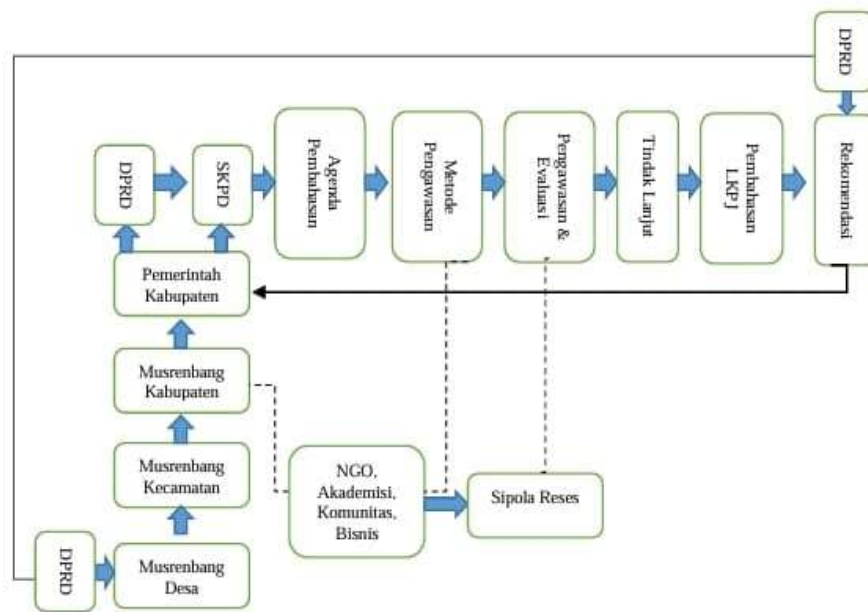 DPRD
DPRD
SKPD
Agenda
Pembahasan
Metode
Pengawasan
Pengawasan &
Evaluasi
Tindak Lanjut
Pembahasan
LKPJ
Rekomendasi
Pemerintah
Kabupaten
Musrenbang
Kabupaten
Musrenbang
Kecamatan
NGO,
Akademisi,
Komunitas,
Bisnis
Sipola Reses
DPRD
Musrenbang
Desa